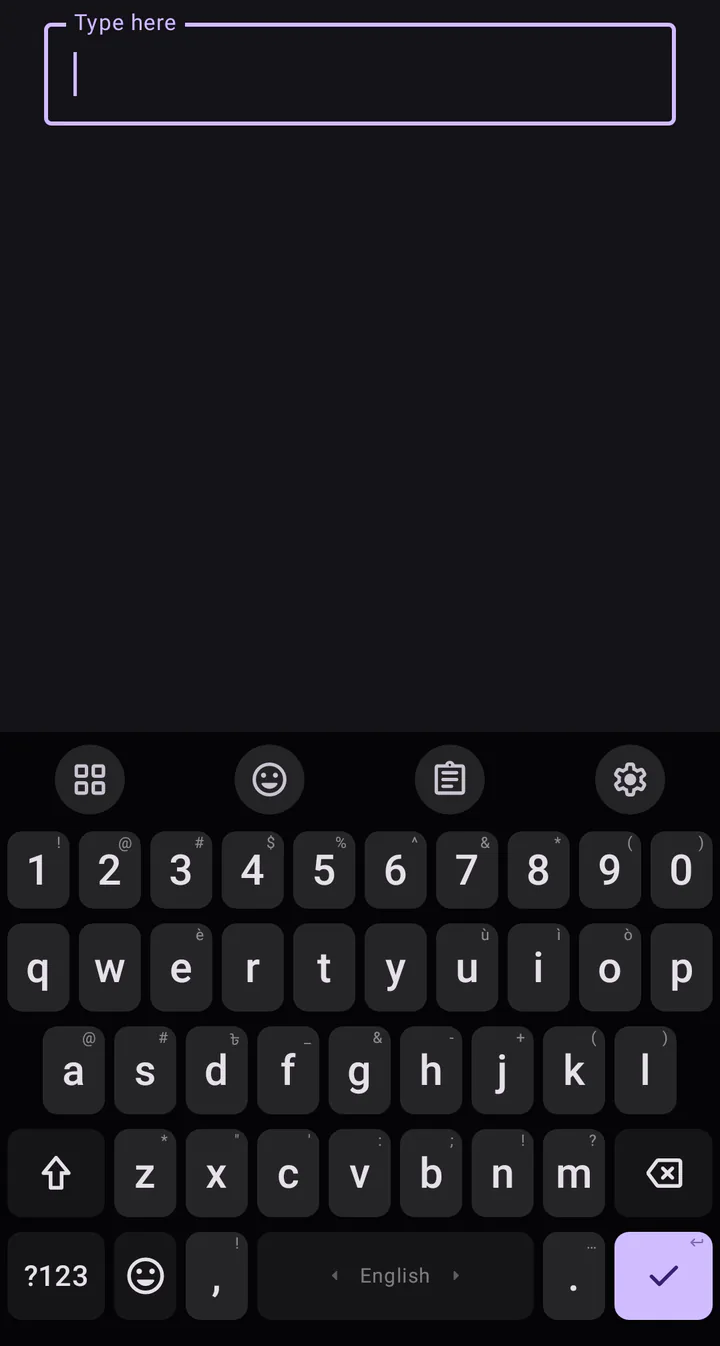 Type here
! @ # $ % ^ & * ( )
1 2 3 4 5 6 7 8 9 0
è ù ì ò
q w e r t y u i o p
@ # ъ _ & - + ( )
a s d f g h j k l
* " ' : ; ! ?
z x c v b n m
! …
?123 , English .